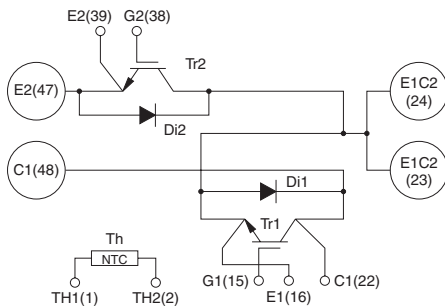 E2(39) G2(38)
Tr2
E2(47)
E1C2
(24)
Di2
C1(48)
E1C2
(23)
Di1
Tr1
Th
NTC
G1(15)
C1(22)
E1(16)
TH1(1) TH2(2)